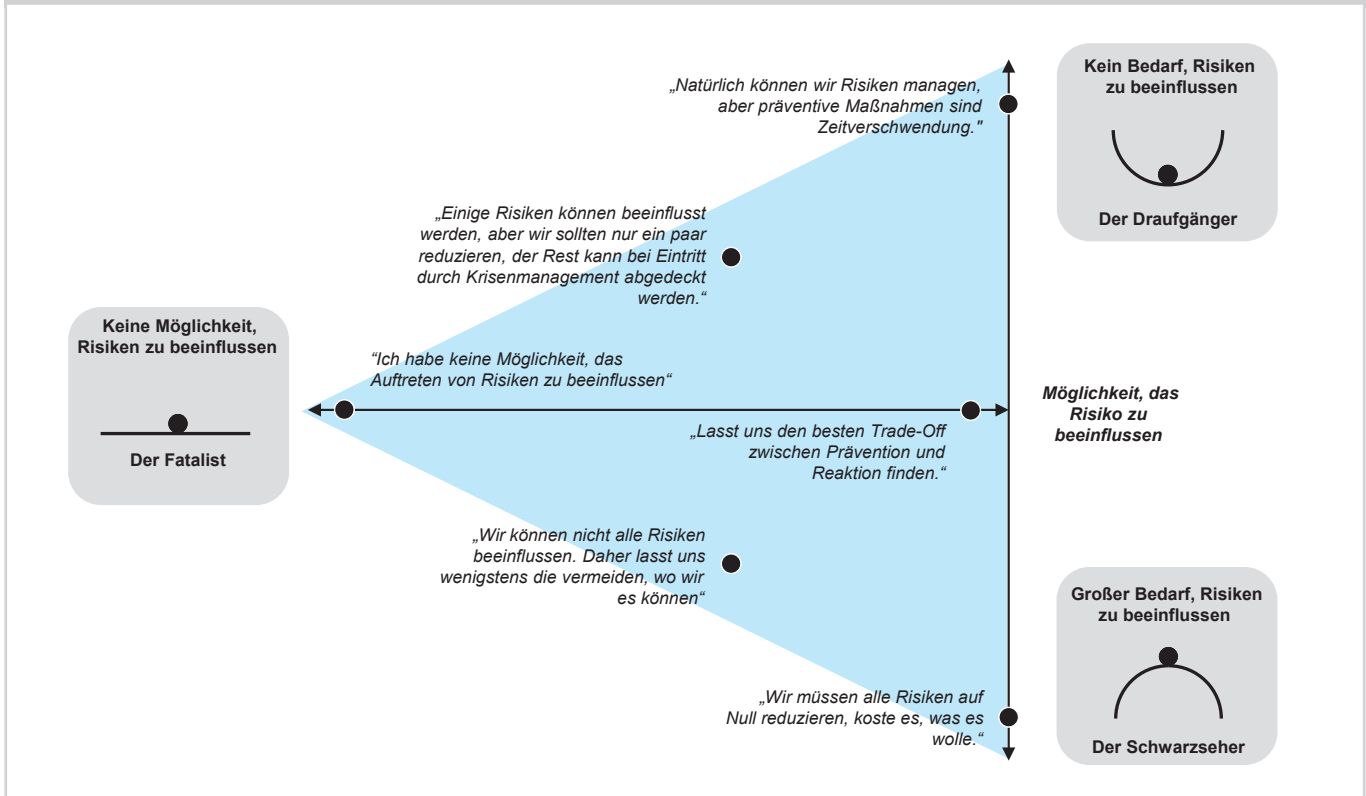 Kein Bedarf, Risiken
zu beeinflussen
Der Draufgänger
„Natürlich können wir Risiken managen,
aber präventive Maßnahmen sind
Zeitverschwendung."
„Einige Risiken können beeinflusst
werden, aber wir sollten nur ein paar
reduzieren, der Rest kann bei Eintritt
durch Krisenmanagement abgedeckt
werden.“
Keine Möglichkeit,
Risiken zu beeinflussen
Der Fatalist
“Ich habe keine Möglichkeit, das
Auftreten von Risiken zu beeinflussen“
„Lasst uns den besten Trade-Off
zwischen Prävention und
Reaktion finden.“
Möglichkeit, das
Risiko zu
beeinflussen
„Wir können nicht alle Risiken
beeinflussen. Daher lasst uns
wenigstens die vermeiden, wo wir
es können“
Großer Bedarf, Risiken
zu beeinflussen
Der Schwarzseher
„Wir müssen alle Risiken auf
Null reduzieren, koste es, was es
wolle.“